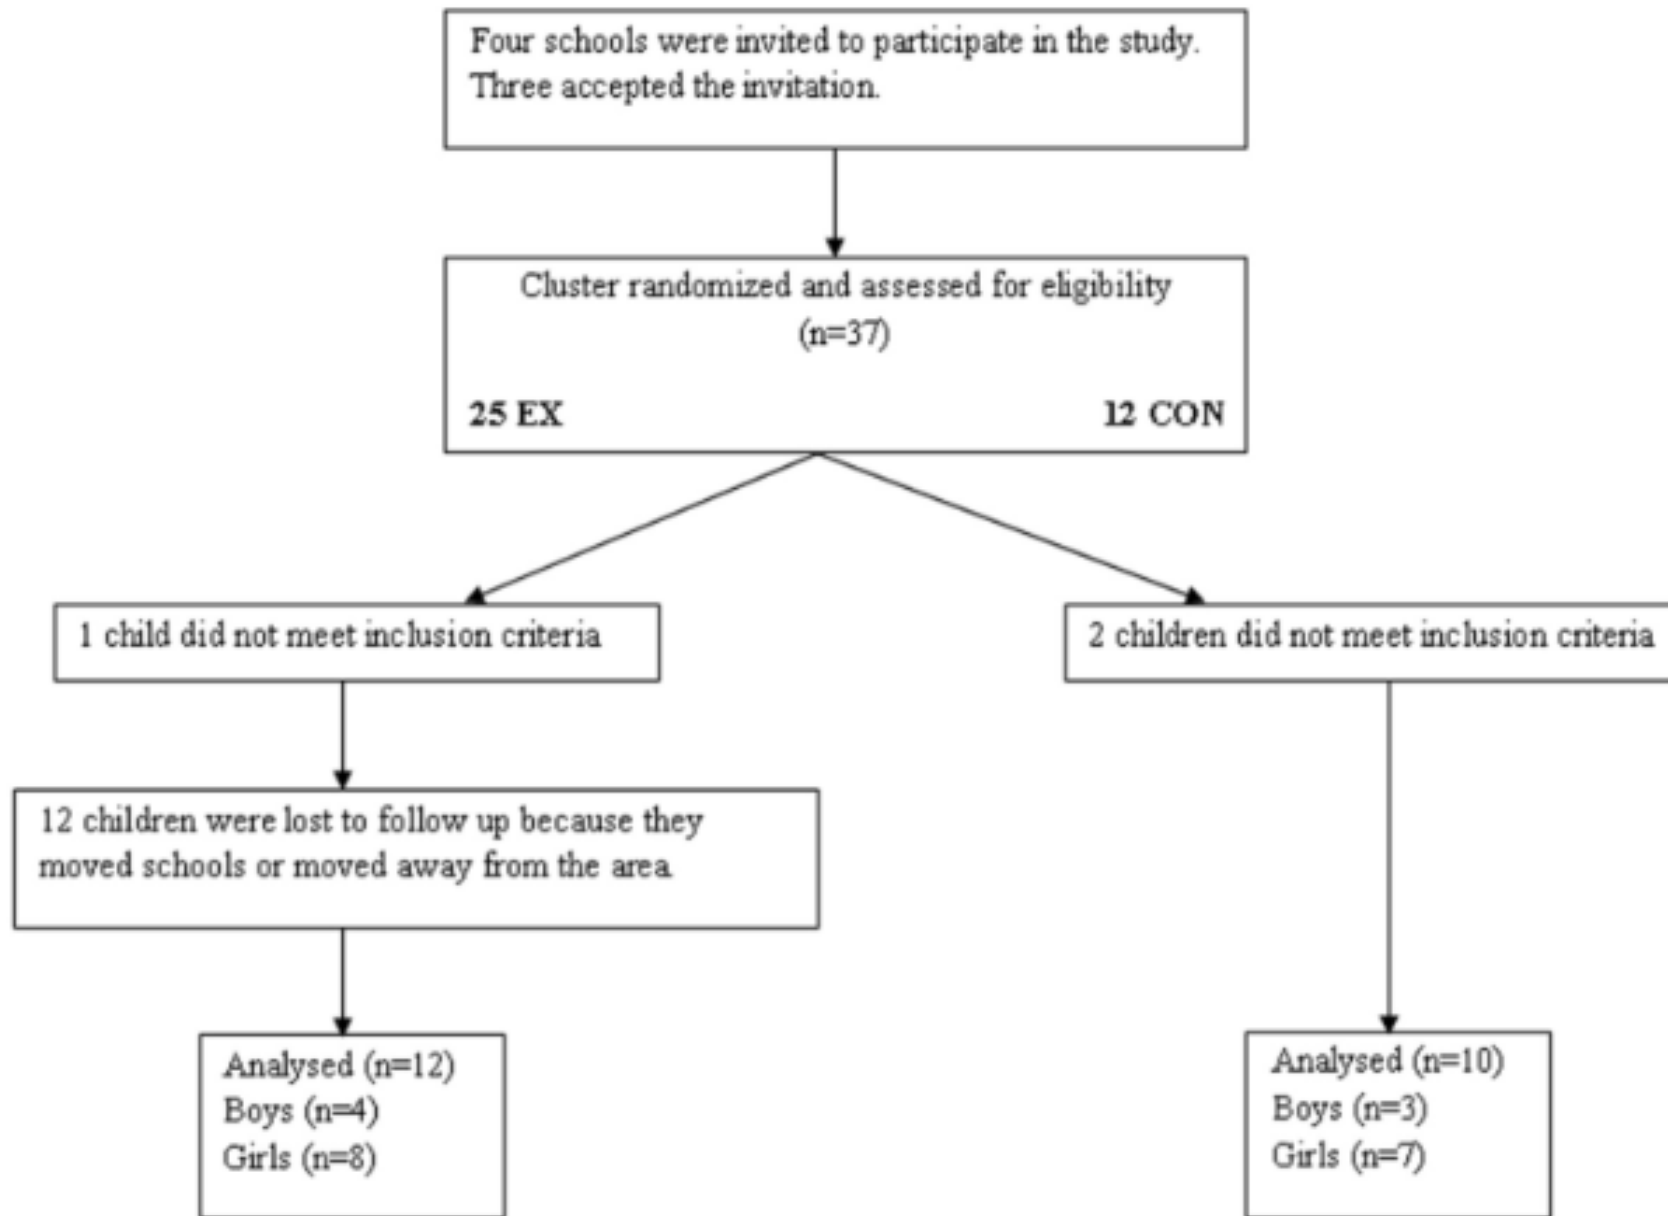 Four schools were invited to participate in the study.
Three accepted the invitation.
Cluster randomized and assessed for eligibility
(n=37)
25 EX 12 CON
1 child did not meet inclusion criteria
2 children did not meet inclusion criteria
12 children were lost to follow up because they
moved schools or moved away from the area
Analysed (n=12)
Boys (n=4)
Girls (n=8)
Analysed (n=10)
Boys (n=3)
Girls (n=7)